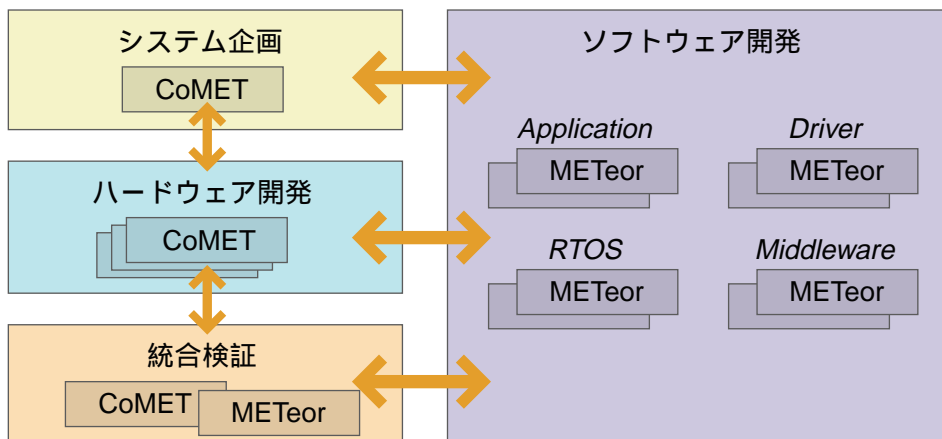 システム企画
CoMET
ハードウェア開発
CoMET
統合検証
CoMET
METeor
ソフトウェア開発
Application
Driver
METeor
METeor
RTOS
Middleware
METeor
METeor